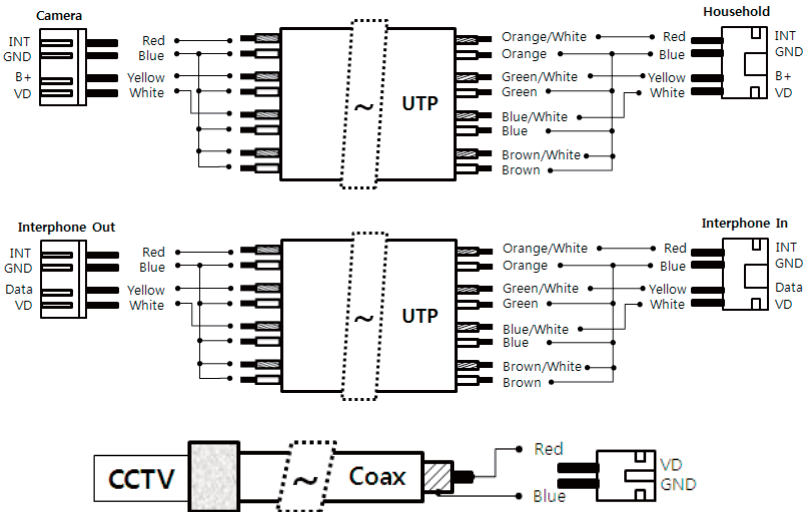 Camera
Household
INT Red Orange/White Red INT
GND Blue Orange Blue GND
B+ Yellow Green/White Yellow B+
VD White Green White VD
UTP
Blue/White
~
Blue
Brown/White
Brown
Interphone Out
Interphone In
INT Red Orange/White Red INT
GND Blue Orange Blue GND
Data Yellow Green/White Yellow Data
VD White Green White VD
UTP
~
Blue/White
Blue
Brown/White
Brown
Red
CCTV ~ Coax VD
GND
Blue